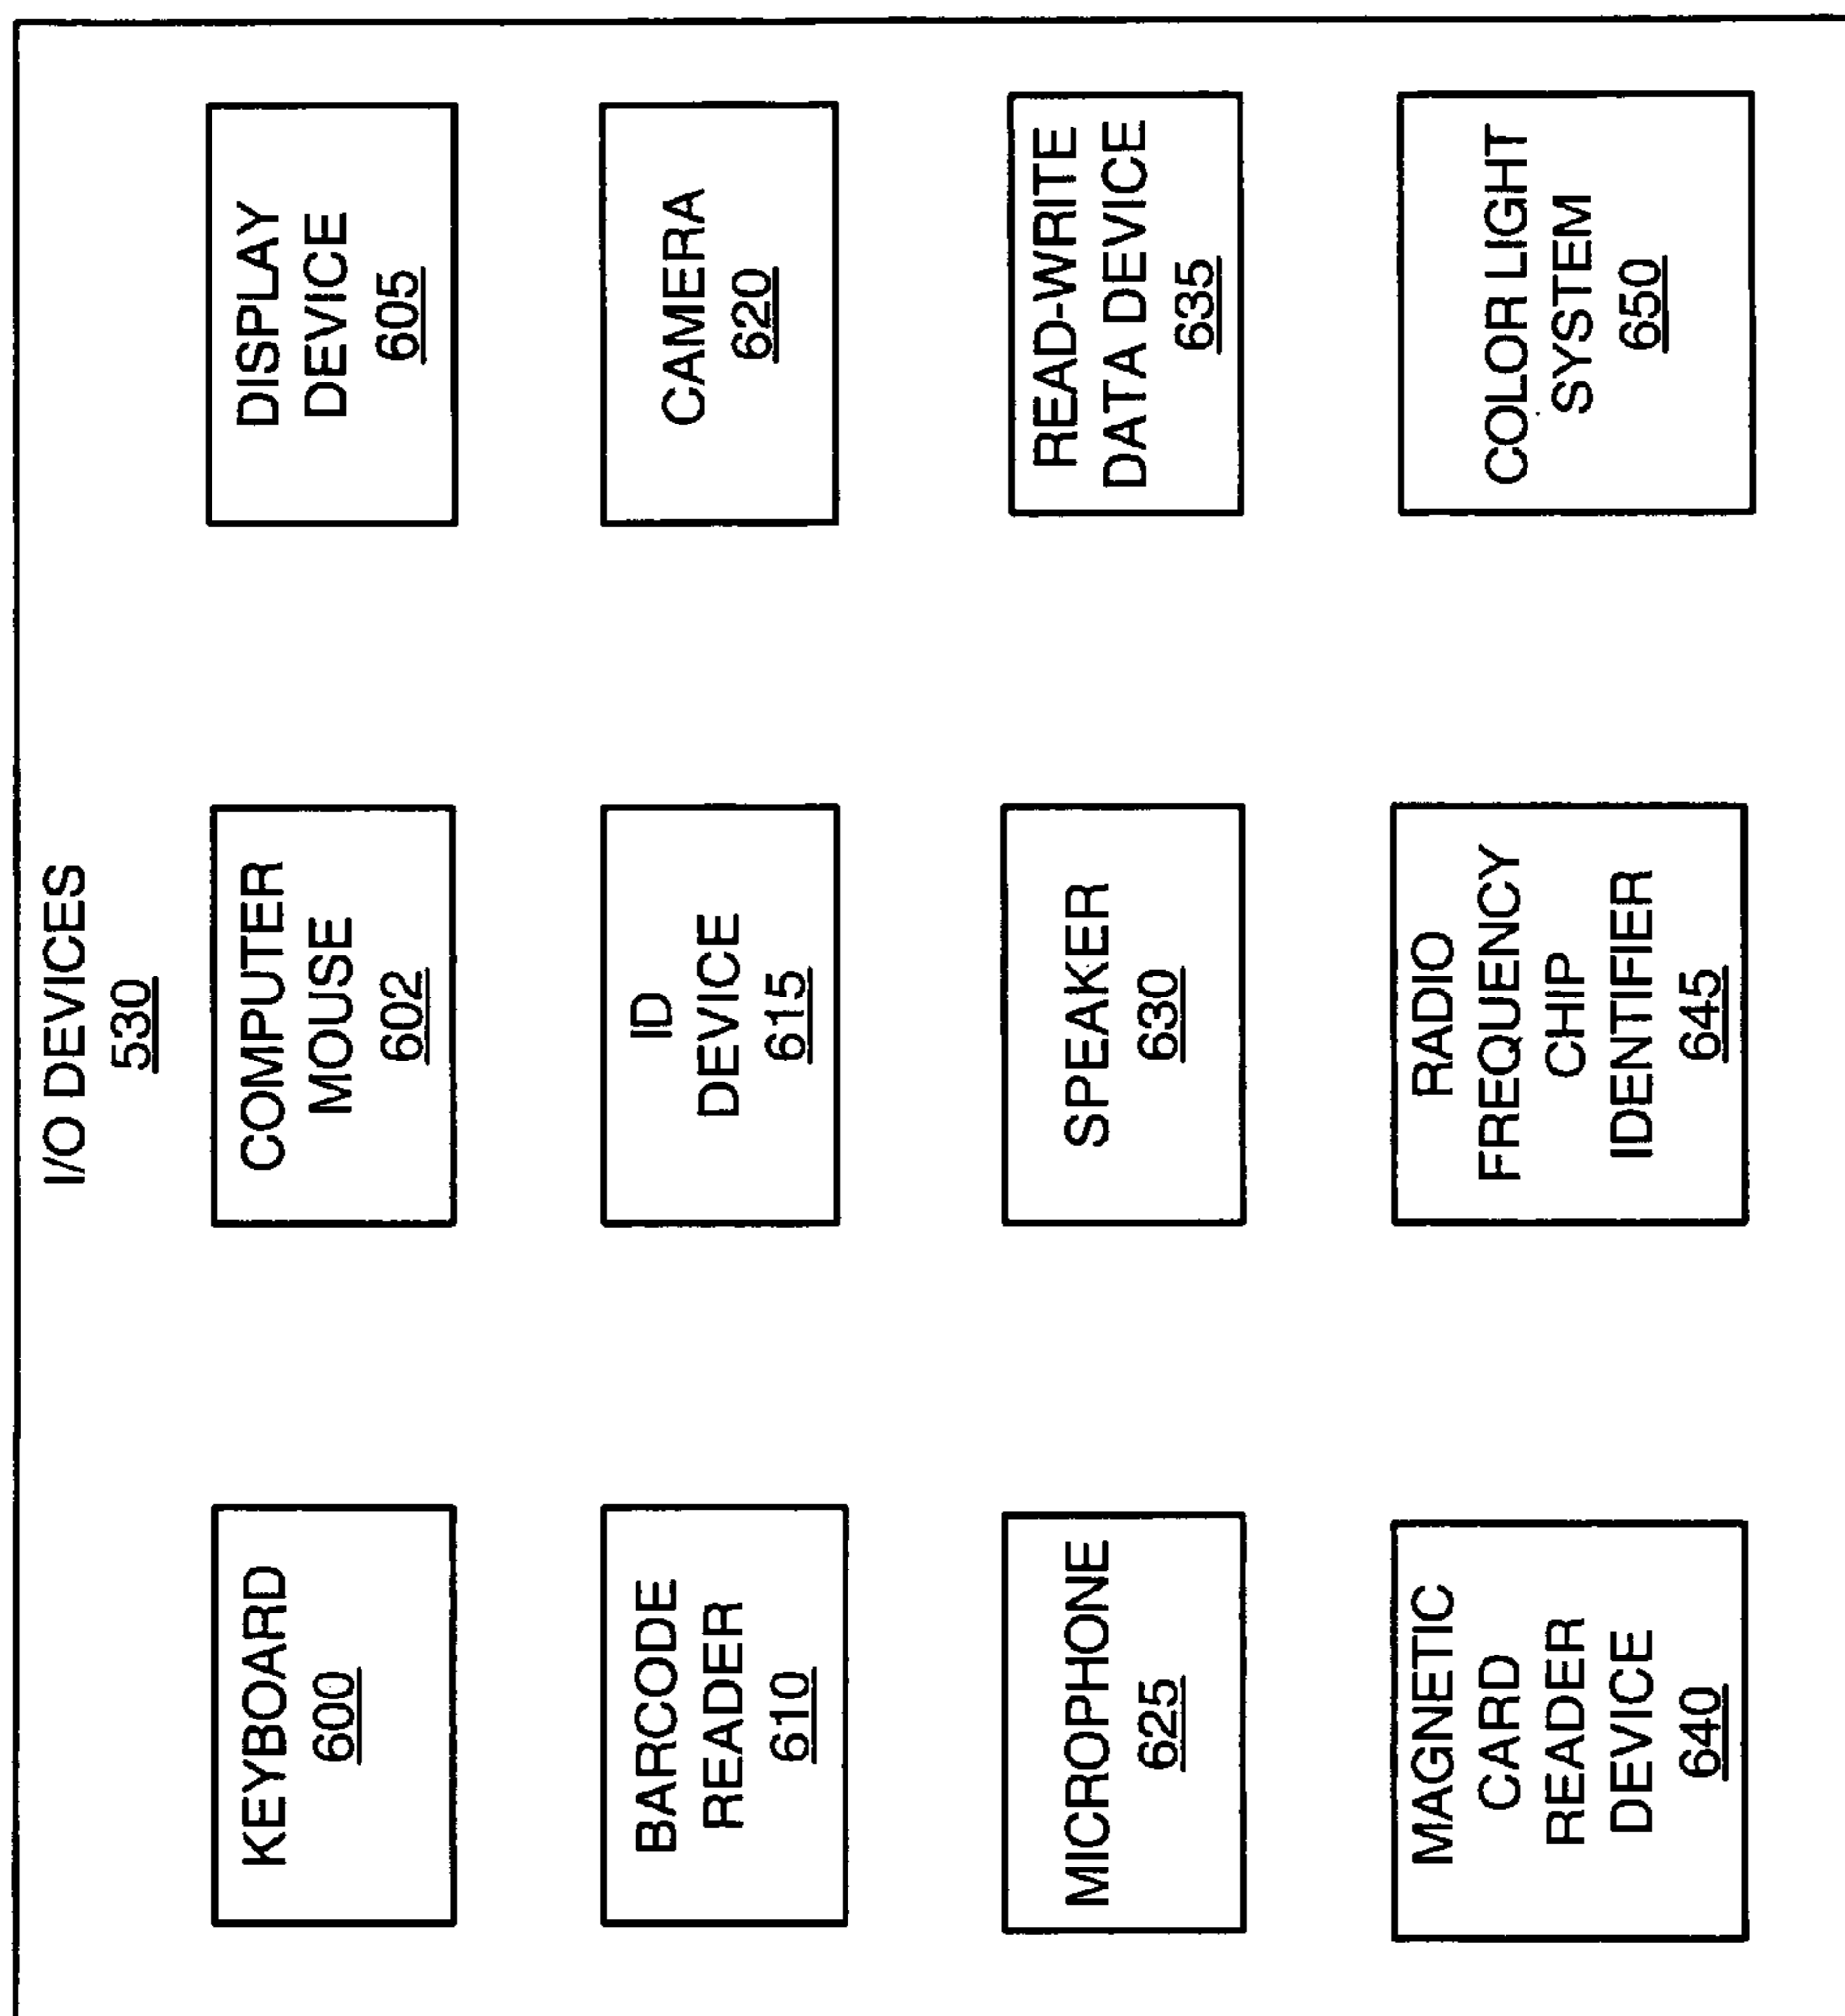 I/O DEVICES
530
KEYBOARD
600
COMPUTER
MOUSE
602
DISPLAY
DEVICE
605
BARCODE
READER
610
ID
DEVICE
615
CAMERA
620
MICROPHONE
625
SPEAKER
630
READ-WRITE
DATA DEVICE
635
MAGNETIC
CARD
READER
DEVICE
640
RADIO
FREQUENCY
CHIP
IDENTIFIER
645
COLOR LIGHT
SYSTEM
650